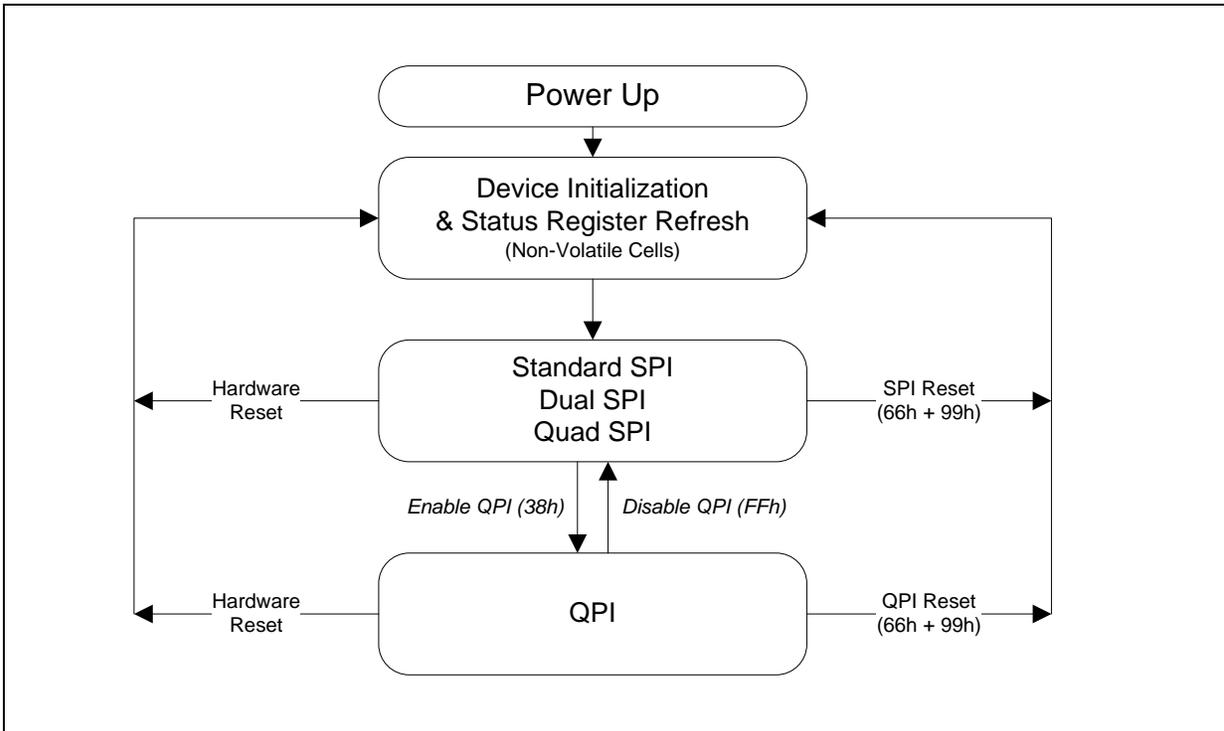 Power Up
Device Initialization
& Status Register Refresh
(Non-Volatile Cells)
Standard SPI
Dual SPI
Quad SPI
Hardware
Reset
SPI Reset
(66h + 99h)
Enable QPI (38h)
Disable QPI (FFh)
QPI
Hardware
Reset
QPI Reset
(66h + 99h)